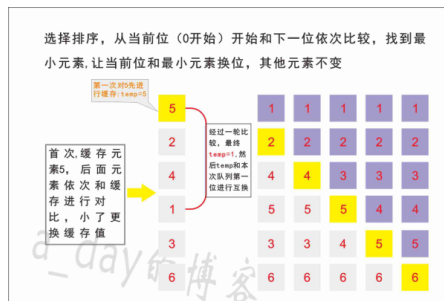 选择排序，从当前位（0开始）开始和下一位依次比较，找到最
小元素,让当前位和最小元素换位，其他元素不变
第一次对5先进
行缓存:temp=5
5
2
4
1
3
6
首次,缓存元
素5，后面元
素依次和缓
存进行对
比，小了更
换缓存值
经过一轮比
较，最终
temp=1,然
后temp和本
次队列第一
位进行互换
1 1 1 1 1
2 2 2 2 2
4 4 3 3 3
5 5 5 4 4
3 3 4 5 5
6 6 6 6 6
a_day的博客